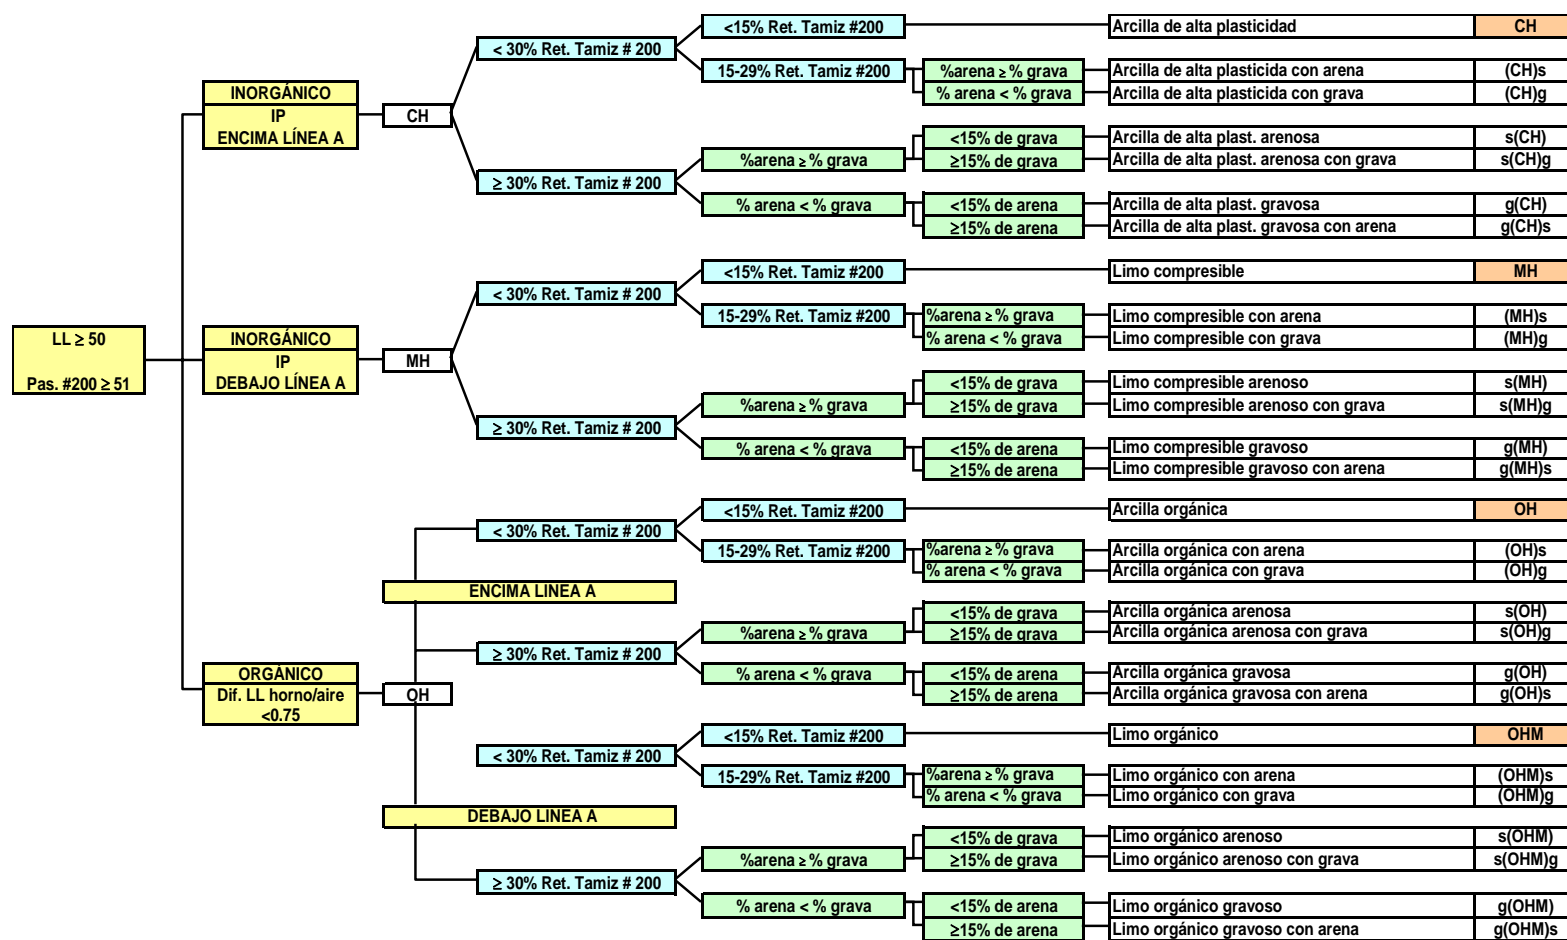 LL ≥ 50
Pas. #200 ≥ 51
INORGÁNICO
IP
ENCIMA LÍNEA A
CH
< 30% Ret. Tamiz # 200
<15% Ret. Tamiz #200
Arcilla de alta plasticidad
CH
15-29% Ret. Tamiz #200
%arena ≥ % grava
Arcilla de alta plasticida con arena
(CH)s
% arena < % grava
Arcilla de alta plasticida con grava
(CH)g
≥ 30% Ret. Tamiz # 200
%arena ≥ % grava
<15% de grava
Arcilla de alta plast. arenosa
s(CH)
≥15% de grava
Arcilla de alta plast. arenosa con grava
s(CH)g
% arena < % grava
<15% de arena
Arcilla de alta plast. gravosa
g(CH)
≥15% de arena
Arcilla de alta plast. gravosa con arena
g(CH)s
INORGÁNICO
IP
DEBAJO LÍNEA A
MH
< 30% Ret. Tamiz # 200
<15% Ret. Tamiz #200
Limo compresible
MH
15-29% Ret. Tamiz #200
%arena ≥ % grava
Limo compresible con arena
(MH)s
% arena < % grava
Limo compresible con grava
(MH)g
≥ 30% Ret. Tamiz # 200
%arena ≥ % grava
<15% de grava
Limo compresible arenoso
s(MH)
≥15% de grava
Limo compresible arenoso con grava
s(MH)g
% arena < % grava
<15% de arena
Limo compresible gravoso
g(MH)
≥15% de arena
Limo compresible gravoso con arena
g(MH)s
ORGÁNICO
Dif. LL horno/aire
<0.75
OH
ENCIMA LINEA A
< 30% Ret. Tamiz # 200
<15% Ret. Tamiz #200
Arcilla orgánica
OH
15-29% Ret. Tamiz #200
%arena ≥ % grava
Arcilla orgánica con arena
(OH)s
% arena < % grava
Arcilla orgánica con grava
(OH)g
≥ 30% Ret. Tamiz # 200
%arena ≥ % grava
<15% de grava
Arcilla orgánica arenosa
s(OH)
≥15% de grava
Arcilla orgánica arenosa con grava
s(OH)g
% arena < % grava
<15% de arena
Arcilla orgánica gravosa
g(OH)
≥15% de arena
Arcilla orgánica gravosa con arena
g(OH)s
DEBAJO LINEA A
< 30% Ret. Tamiz # 200
<15% Ret. Tamiz #200
Limo orgánico
OHM
15-29% Ret. Tamiz #200
%arena ≥ % grava
Limo orgánico con arena
(OHM)s
% arena < % grava
Limo orgánico con grava
(OHM)g
≥ 30% Ret. Tamiz # 200
%arena ≥ % grava
<15% de grava
Limo orgánico arenoso
s(OHM)
≥15% de grava
Limo orgánico arenoso con grava
s(OHM)g
% arena < % grava
<15% de arena
Limo orgánico gravoso
g(OHM)
≥15% de arena
Limo orgánico gravoso con arena
g(OHM)s